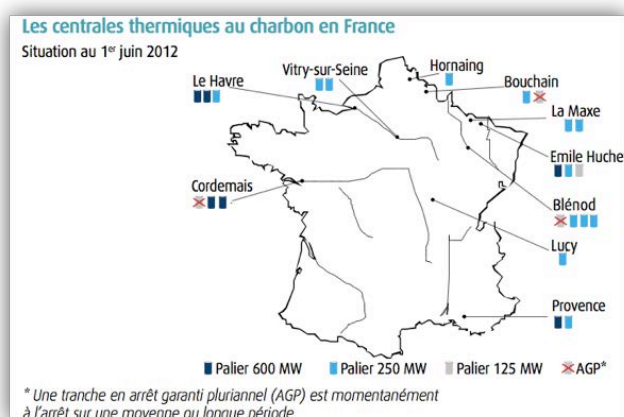 Les centrales thermiques au charbon en France
Situation au 1er juin 2012
Hornaing
Vitry-sur-Seine
Bouchain
Le Havre
La Maxe
Emile Huchet
Cordemais
Blénod
Lucy
Provence
Palier 600 MW Palier 250 MW Palier 125 MW AGP*
* Une tranche en arrêt garanti pluriannel (AGP) est momentanément
à l'arrêt sur une moyenne ou longue période